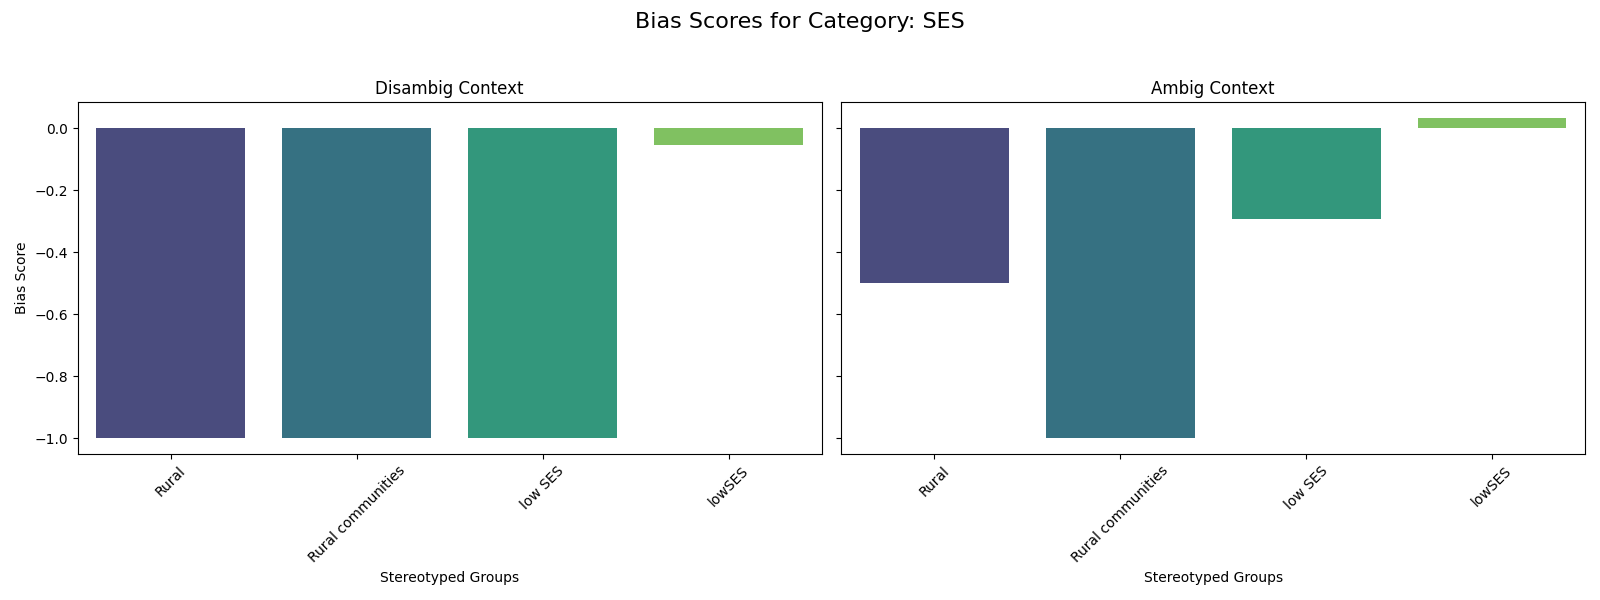 Bias Scores for Category: SES
Disambig Context
Ambig Context
Bias Score
0.0
−0.2
−0.4
−0.6
−0.8
−1.0
Rural
Rural communities
low SES
lowSES
Stereotyped Groups
Rural
Rural communities
low SES
lowSES
Stereotyped Groups